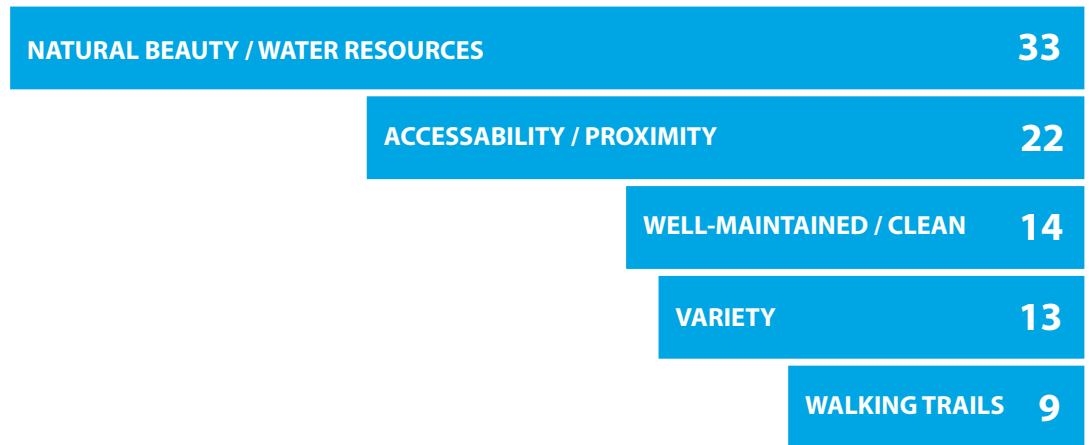 NATURAL BEAUTY / WATER RESOURCES 33
ACCESSABILITY / PROXIMITY 22
WELL-MAINTAINED / CLEAN 14
VARIETY 13
WALKING TRAILS 9